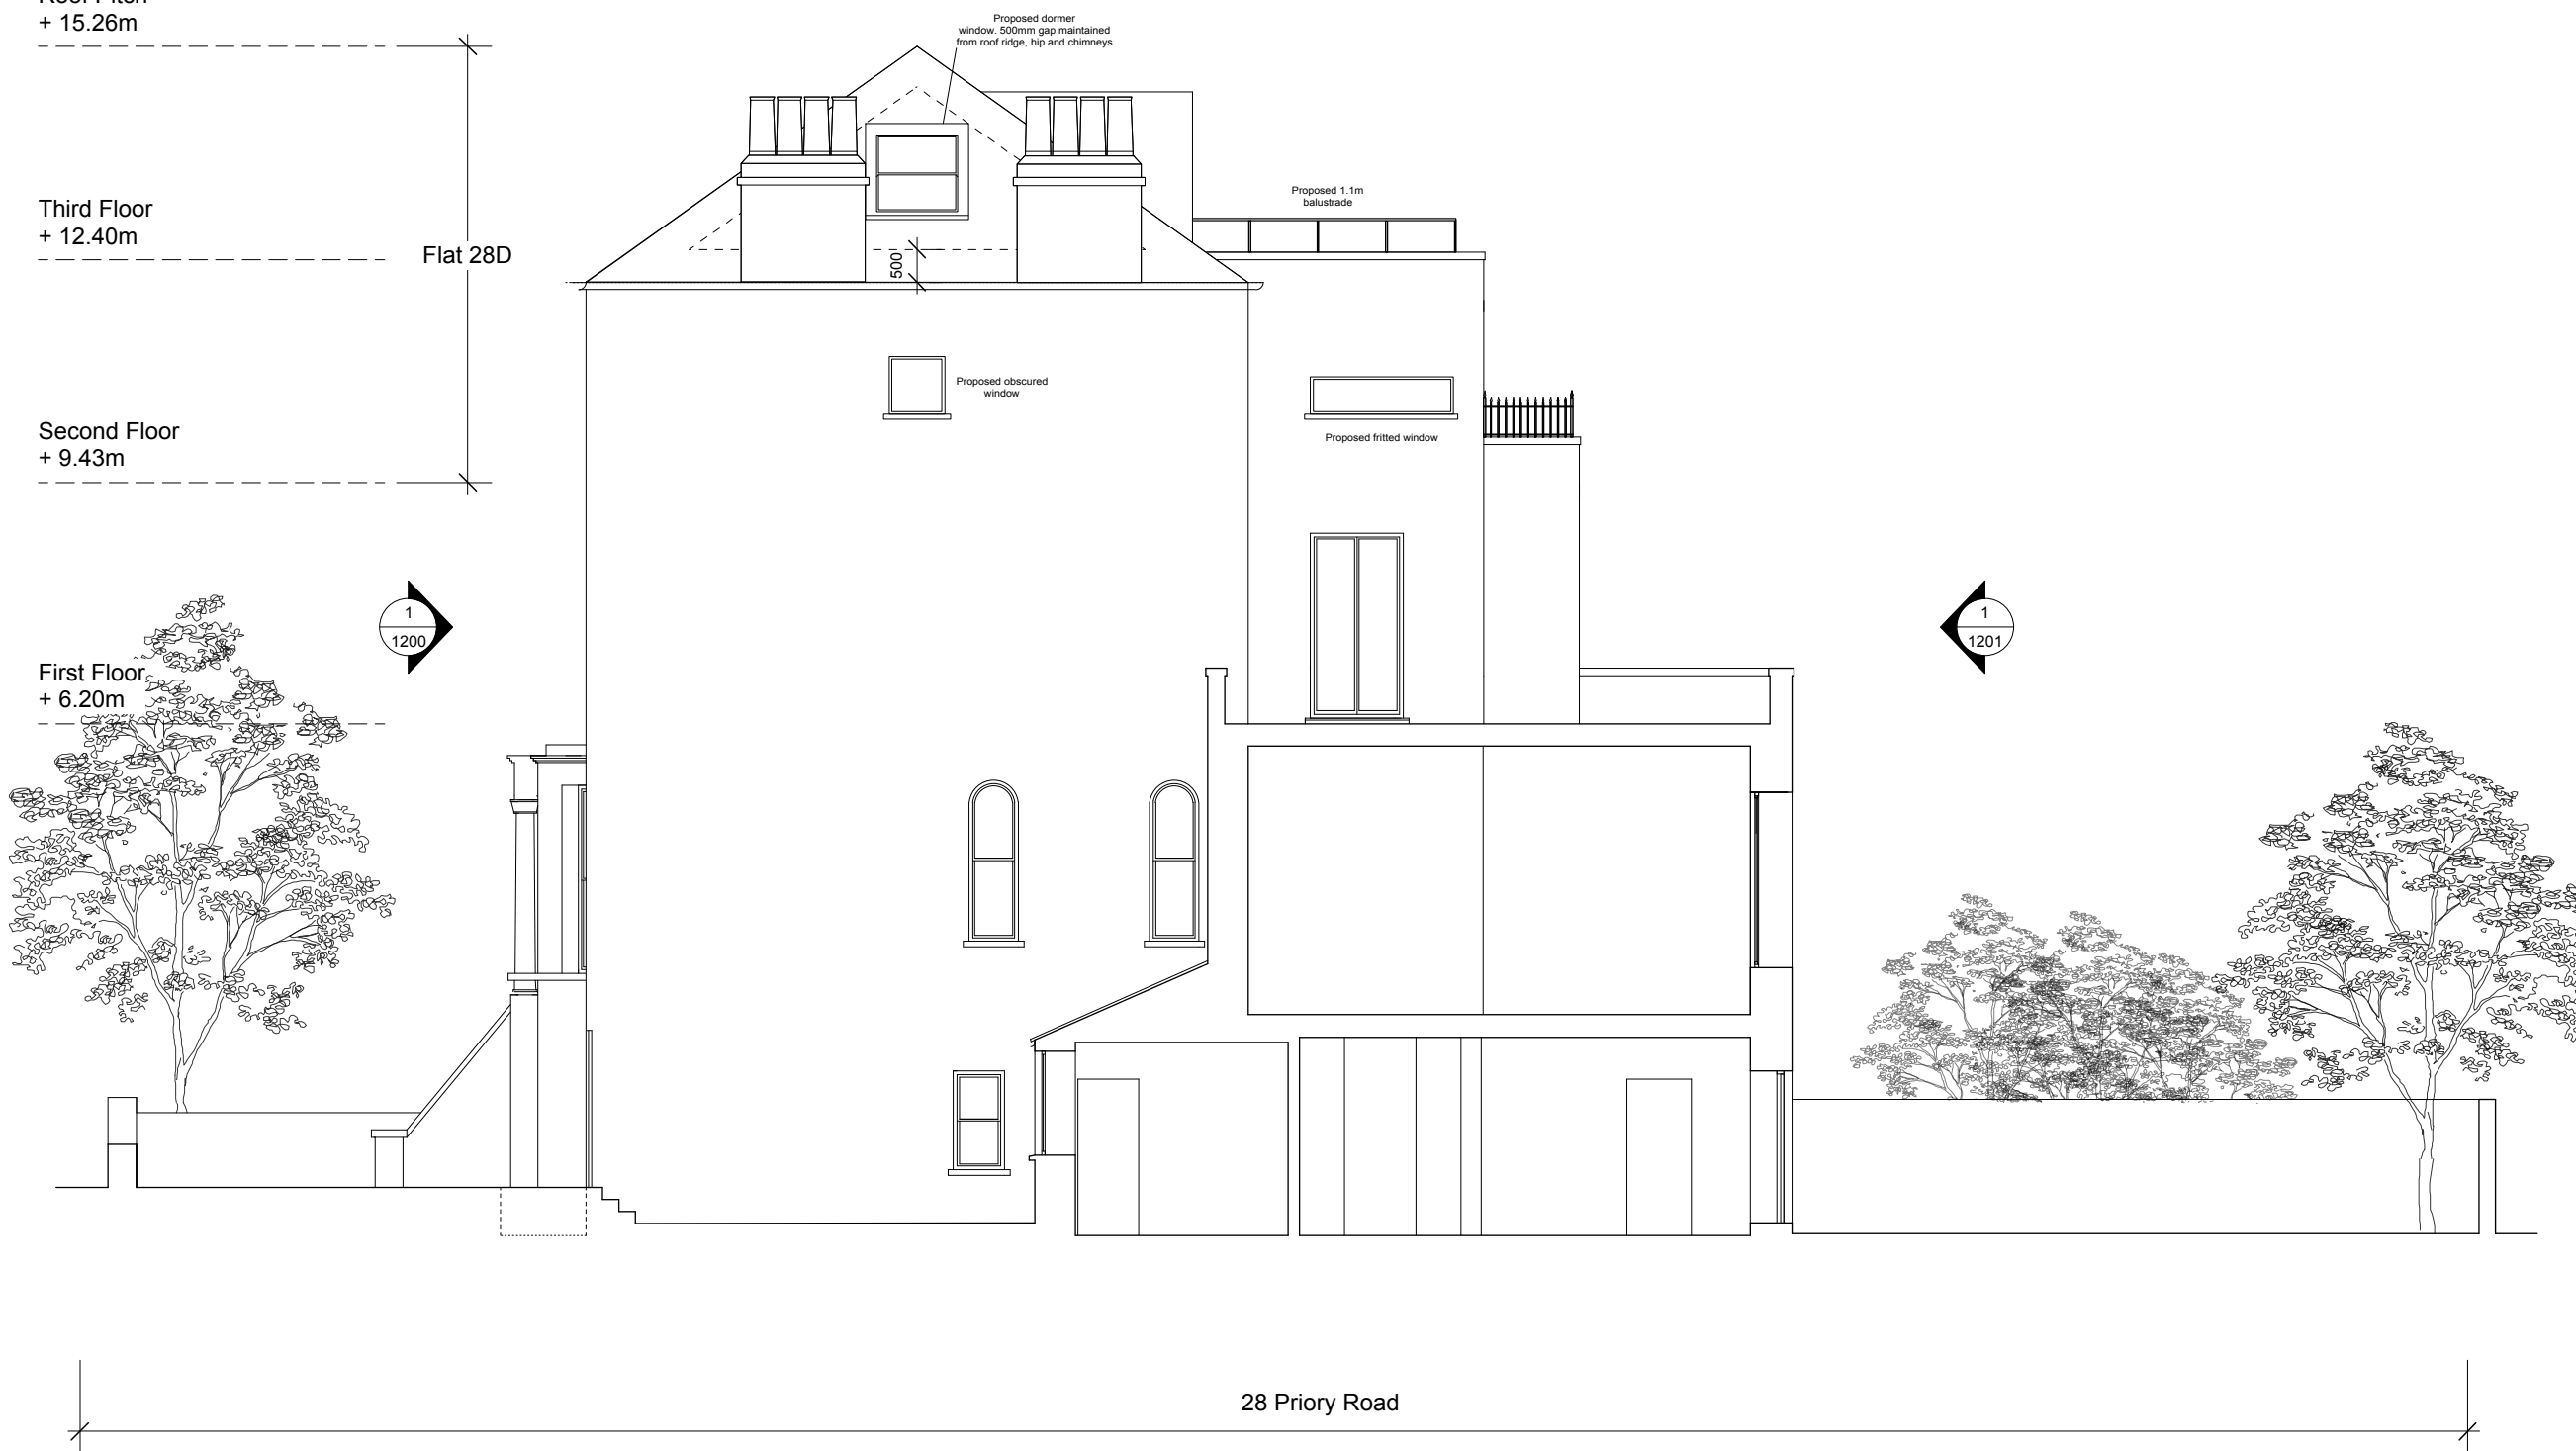 + 15.26m
Proposed dormer
window. 500mm gap maintained
from roof ridge, hip and chimneys
Third Floor
+ 12.40m
Flat 28D
Proposed 1.1m
balustrade
500
Proposed obscured
window
Second Floor
+ 9.43m
Proposed fritted window
1
1200
1
1201
First Floor
+ 6.20m
28 Priory Road